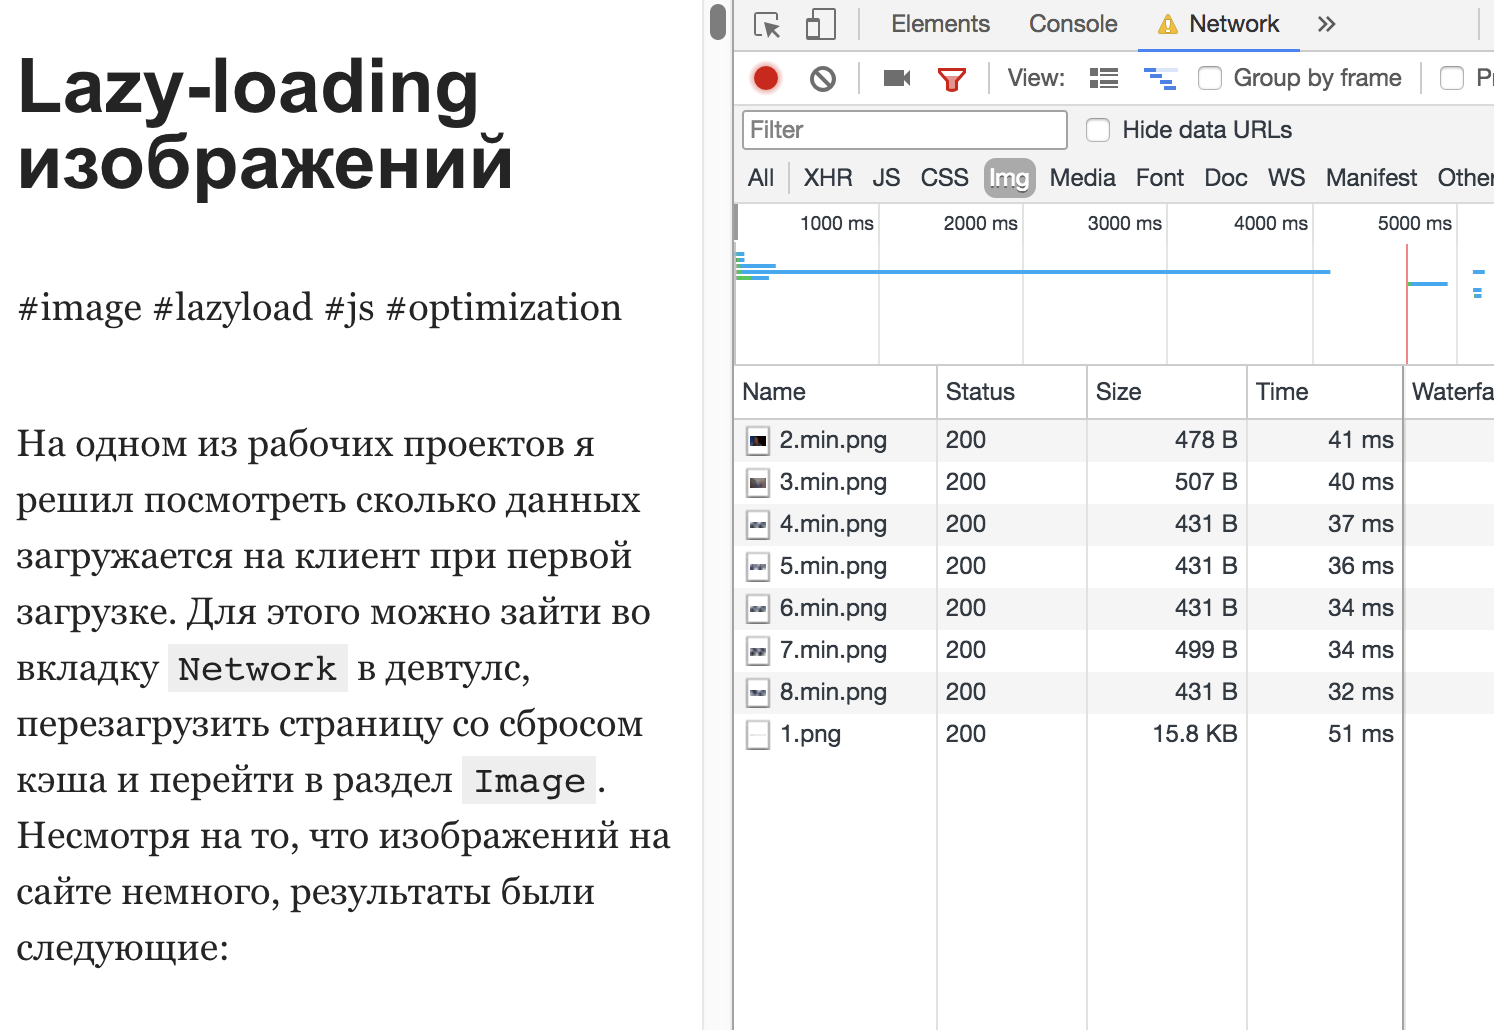 Lazy-loading
изображений
#image #lazyload #js #optimization
На одном из рабочих проектов я
решил посмотреть сколько данных
загружается на клиент при первой
загрузке. Для этого можно зайти во
вкладку Network в девтулс,
перезагрузить страницу со сбросом
кэша и перейти в раздел Image.
Несмотря на то, что изображений на
сайте немного, результаты были
следующие:
Elements Console Network
View: Group by frame
Filter Hide data URLs
All XHR JS CSS Img Media Font Doc WS Manifest Other
1000 ms 2000 ms 3000 ms 4000 ms 5000 ms
Name Status Size Time Waterfa
2.min.png 200 478 B 41 ms
3.min.png 200 507 B 40 ms
4.min.png 200 431 B 37 ms
5.min.png 200 431 B 36 ms
6.min.png 200 431 B 34 ms
7.min.png 200 499 B 34 ms
8.min.png 200 431 B 32 ms
1.png 200 15.8 KB 51 ms